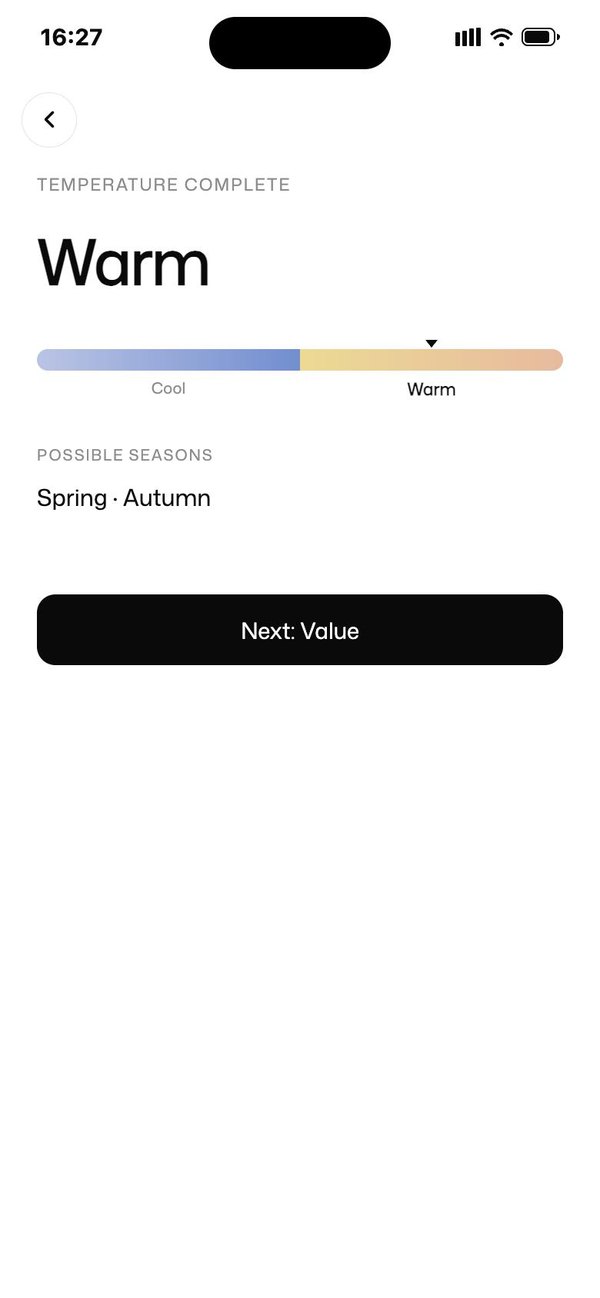 16:27
TEMPERATURE COMPLETE
Warm
Cool Warm
POSSIBLE SEASONS
Spring · Autumn
Next: Value